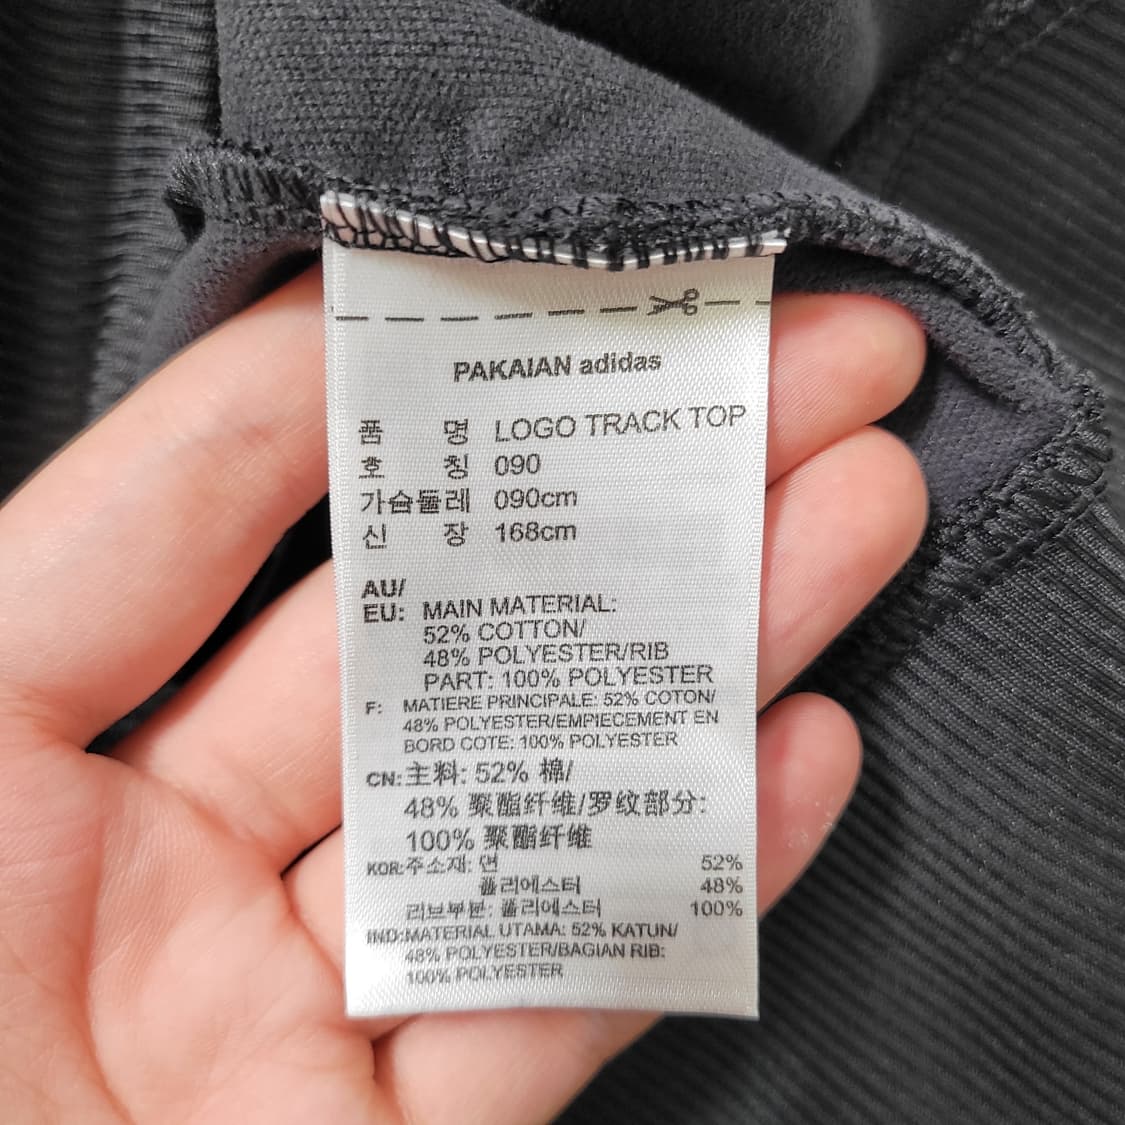 PAKAIAN adidas
품 명 LOGO TRACK TOP
호 칭 090
가슴둘레 090cm
신 장 168cm
AU/
EU: MAIN MATERIAL:
52% COTTON/
48% POLYESTER/RIB
PART: 100% POLYESTER
F: MATIERE PRINCIPALE: 52% COTON/
48% POLYESTER/EMPIECEMENT EN
BORD COTE: 100% POLYESTER
CN: 主料: 52% 棉/
48% 聚酯纤维/罗纹部分:
100% 聚酯纤维
KOR: 주소재: 면 52%
폴리에스터 48%
리브부분: 폴리에스터 100%
IND: MATERIAL UTAMA: 52% KATUN/
48% POLYESTER/BAGIAN RIB:
100% POLYESTER